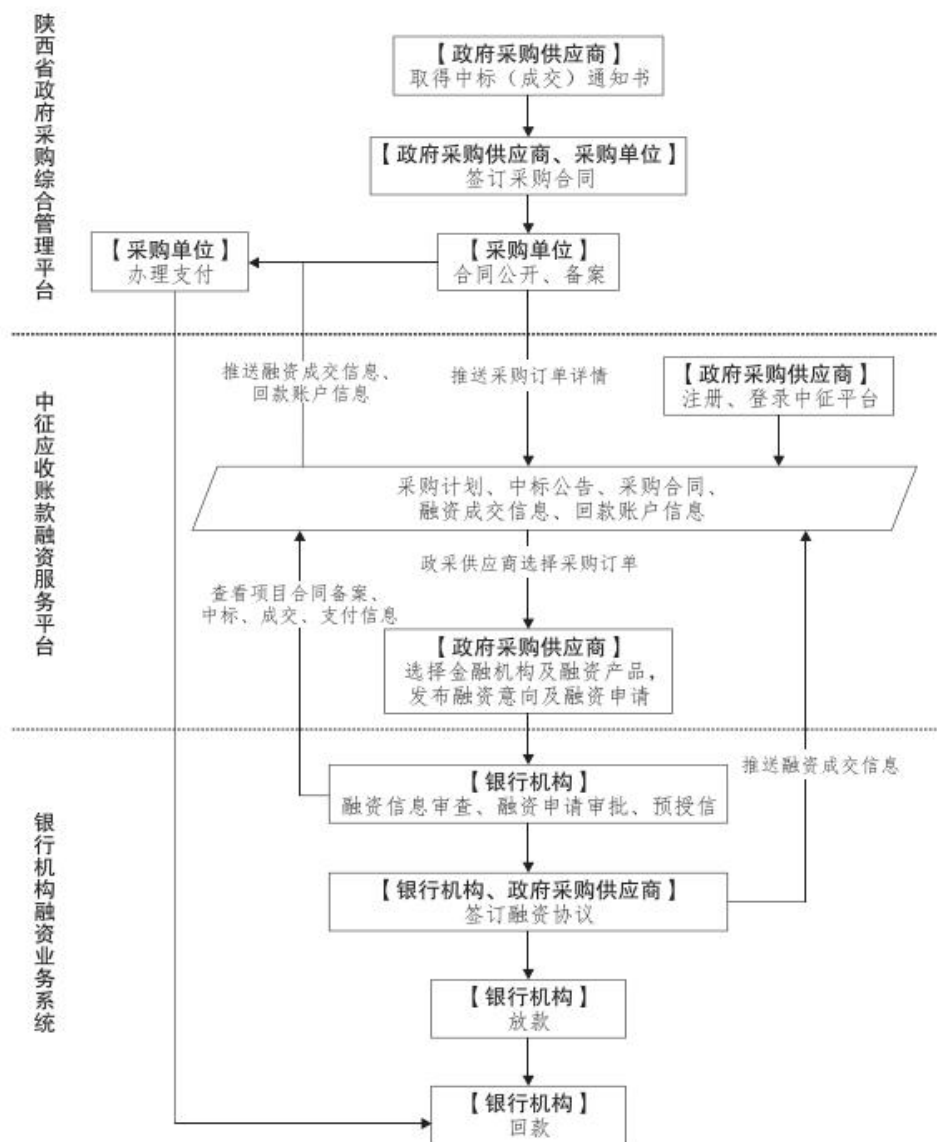 陕西省政府采购综合管理平台
【政府采购供应商】
取得中标（成交）通知书
【政府采购供应商、采购单位】
签订采购合同
【采购单位】
办理支付
【采购单位】
合同公开、备案
中征应收账款融资服务平台
推送融资成交信息、
回款账户信息
推送采购订单详情
【政府采购供应商】
注册、登录中征平台
采购计划、中标公告、采购合同、
融资成交信息、回款账户信息
政采供应商选择采购订单
查看项目合同备案、
中标、成交、支付信息
【政府采购供应商】
选择金融机构及融资产品，
发布融资意向及融资申请
银行机构融资业务系统
推送融资成交信息
【银行机构】
融资信息审查、融资申请审批、预授信
【银行机构、政府采购供应商】
签订融资协议
【银行机构】
放款
【银行机构】
回款